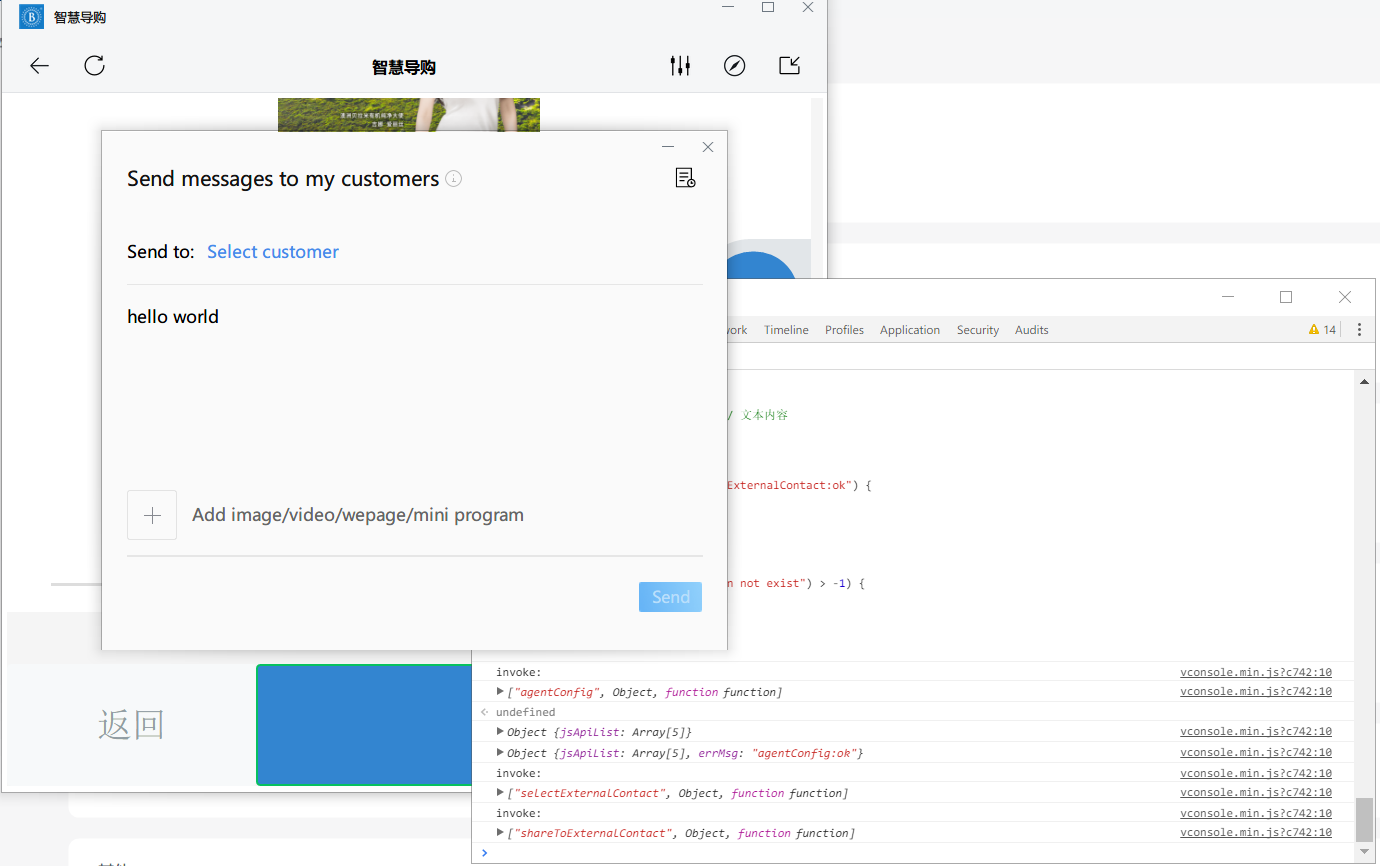 智慧导购
智慧导购
Send messages to my customers
Send to: Select customer
hello world
Add image/video/wepage/mini program
Send
返回
ork Timeline Profiles Application Security Audits 14
/ 文本内容
ExternalContact:ok") {
n not exist") > -1) {
invoke: vconsole.min.js?c742:10
["agentConfig", Object, function function] vconsole.min.js?c742:10
undefined
Object {jsApiList: Array[5]} vconsole.min.js?c742:10
Object {jsApiList: Array[5], errMsg: "agentConfig:ok"} vconsole.min.js?c742:10
invoke: vconsole.min.js?c742:10
["selectExternalContact", Object, function function] vconsole.min.js?c742:10
invoke: vconsole.min.js?c742:10
["shareToExternalContact", Object, function function] vconsole.min.js?c742:10